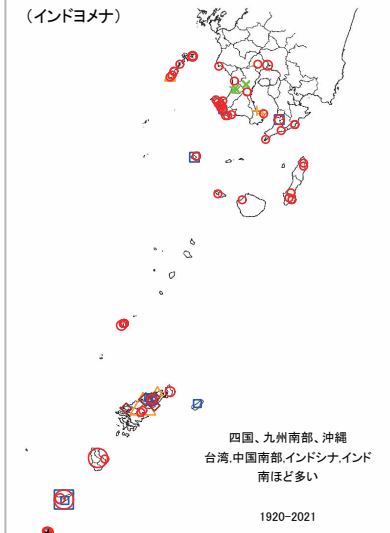 （インドヨメナ）
四国、九州南部、沖縄
台湾,中国南部,インドシナ,インド
南ほど多い
1920-2021